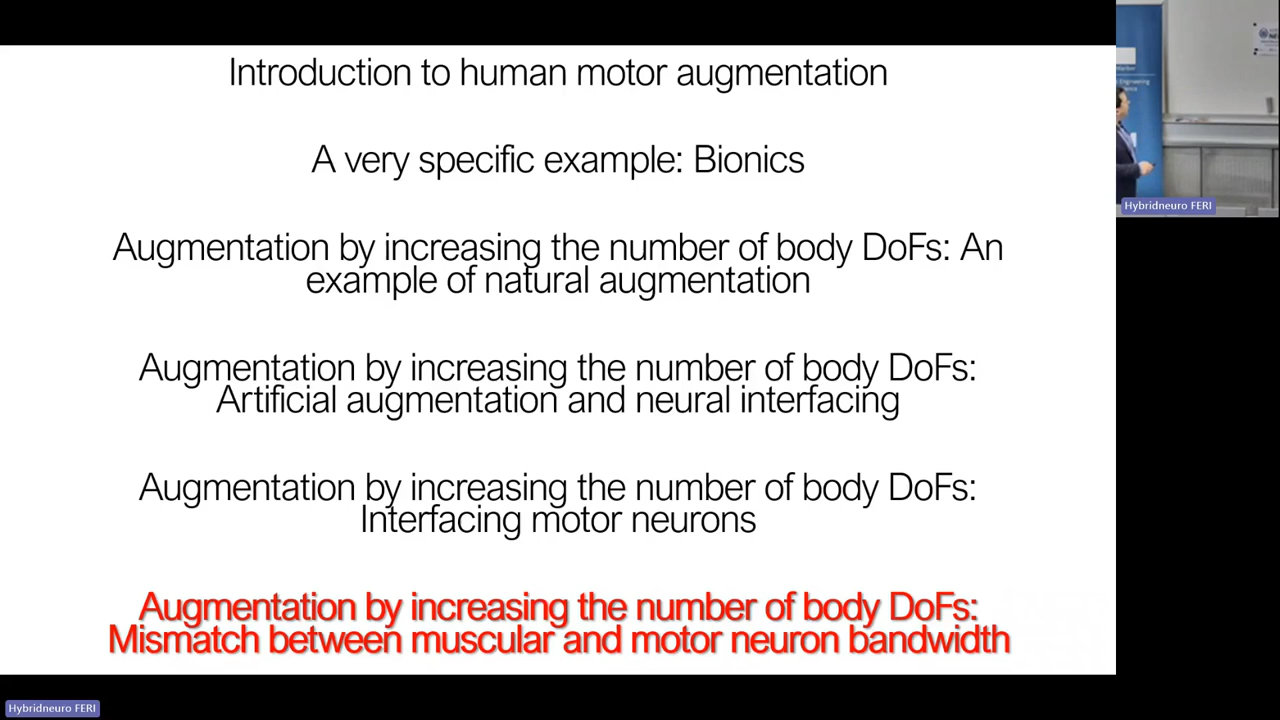 Introduction to human motor augmentation
A very specific example: Bionics
Augmentation by increasing the number of body DoFs: An
example of natural augmentation
Augmentation by increasing the number of body DoFs:
Artificial augmentation and neural interfacing
Augmentation by increasing the number of body DoFs:
Interfacing motor neurons
Augmentation by increasing the number of body DoFs:
Mismatch between muscular and motor neuron bandwidth
Hybridneuro FERI
Hybridneuro FERI